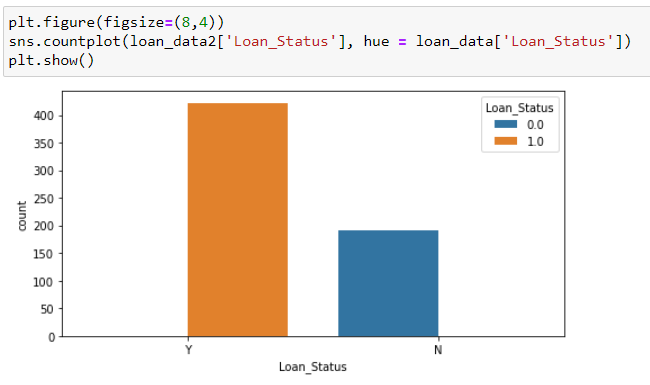 plt.figure(figsize=(8,4))
sns.countplot(loan_data2['Loan_Status'], hue = loan_data['Loan_Status'])
plt.show()
Loan_Status
0.0
1.0
400
350
300
250
200
150
100
50
0
count
Y N
Loan_Status